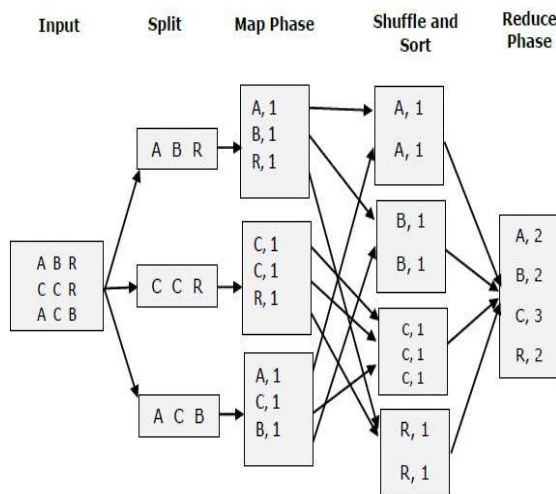 Input
Split
Map Phase
Shuffle and
Sort
Reduce
Phase
A B R
C C R
A C B
A B R
C C R
A C B
A, 1
B, 1
R, 1
C, 1
C, 1
R, 1
A, 1
C, 1
B, 1
A, 1
A, 1
B, 1
B, 1
C, 1
C, 1
C, 1
R, 1
R, 1
A, 2
B, 2
C, 3
R, 2